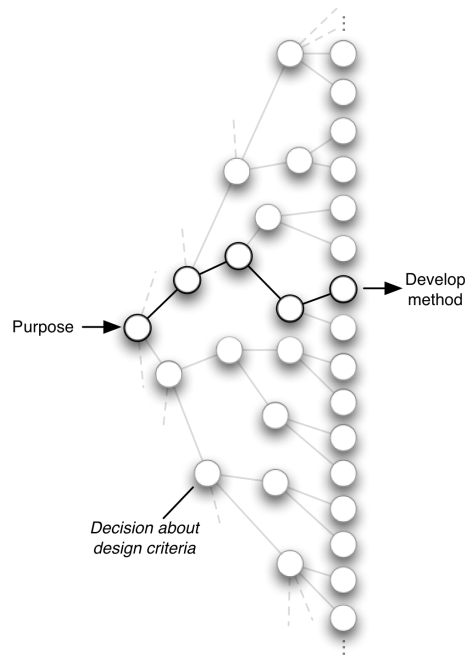 Develop
method
Purpose
Decision about
design criteria